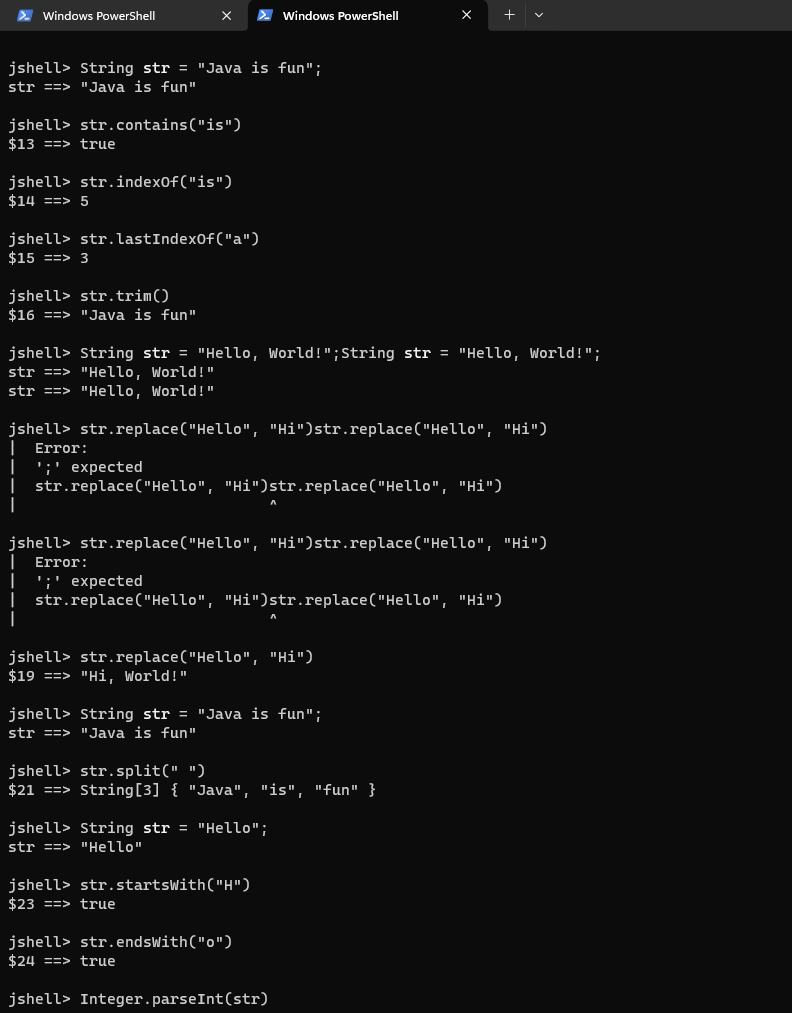 Windows PowerShell
Windows PowerShell
jshell> String str = "Java is fun";
str ==> "Java is fun"
jshell> str.contains("is")
$13 ==> true
jshell> str.indexOf("is")
$14 ==> 5
jshell> str.lastIndexOf("a")
$15 ==> 3
jshell> str.trim()
$16 ==> "Java is fun"
jshell> String str = "Hello, World!";String str = "Hello, World!";
str ==> "Hello, World!"
str ==> "Hello, World!"
jshell> str.replace("Hello", "Hi")str.replace("Hello", "Hi")
|  Error:
|  ';' expected
|  str.replace("Hello", "Hi")str.replace("Hello", "Hi")
|                            ^
jshell> str.replace("Hello", "Hi")str.replace("Hello", "Hi")
|  Error:
|  ';' expected
|  str.replace("Hello", "Hi")str.replace("Hello", "Hi")
|                            ^
jshell> str.replace("Hello", "Hi")
$19 ==> "Hi, World!"
jshell> String str = "Java is fun";
str ==> "Java is fun"
jshell> str.split(" ")
$21 ==> String[3] { "Java", "is", "fun" }
jshell> String str = "Hello";
str ==> "Hello"
jshell> str.startsWith("H")
$23 ==> true
jshell> str.endsWith("o")
$24 ==> true
jshell> Integer.parseInt(str)